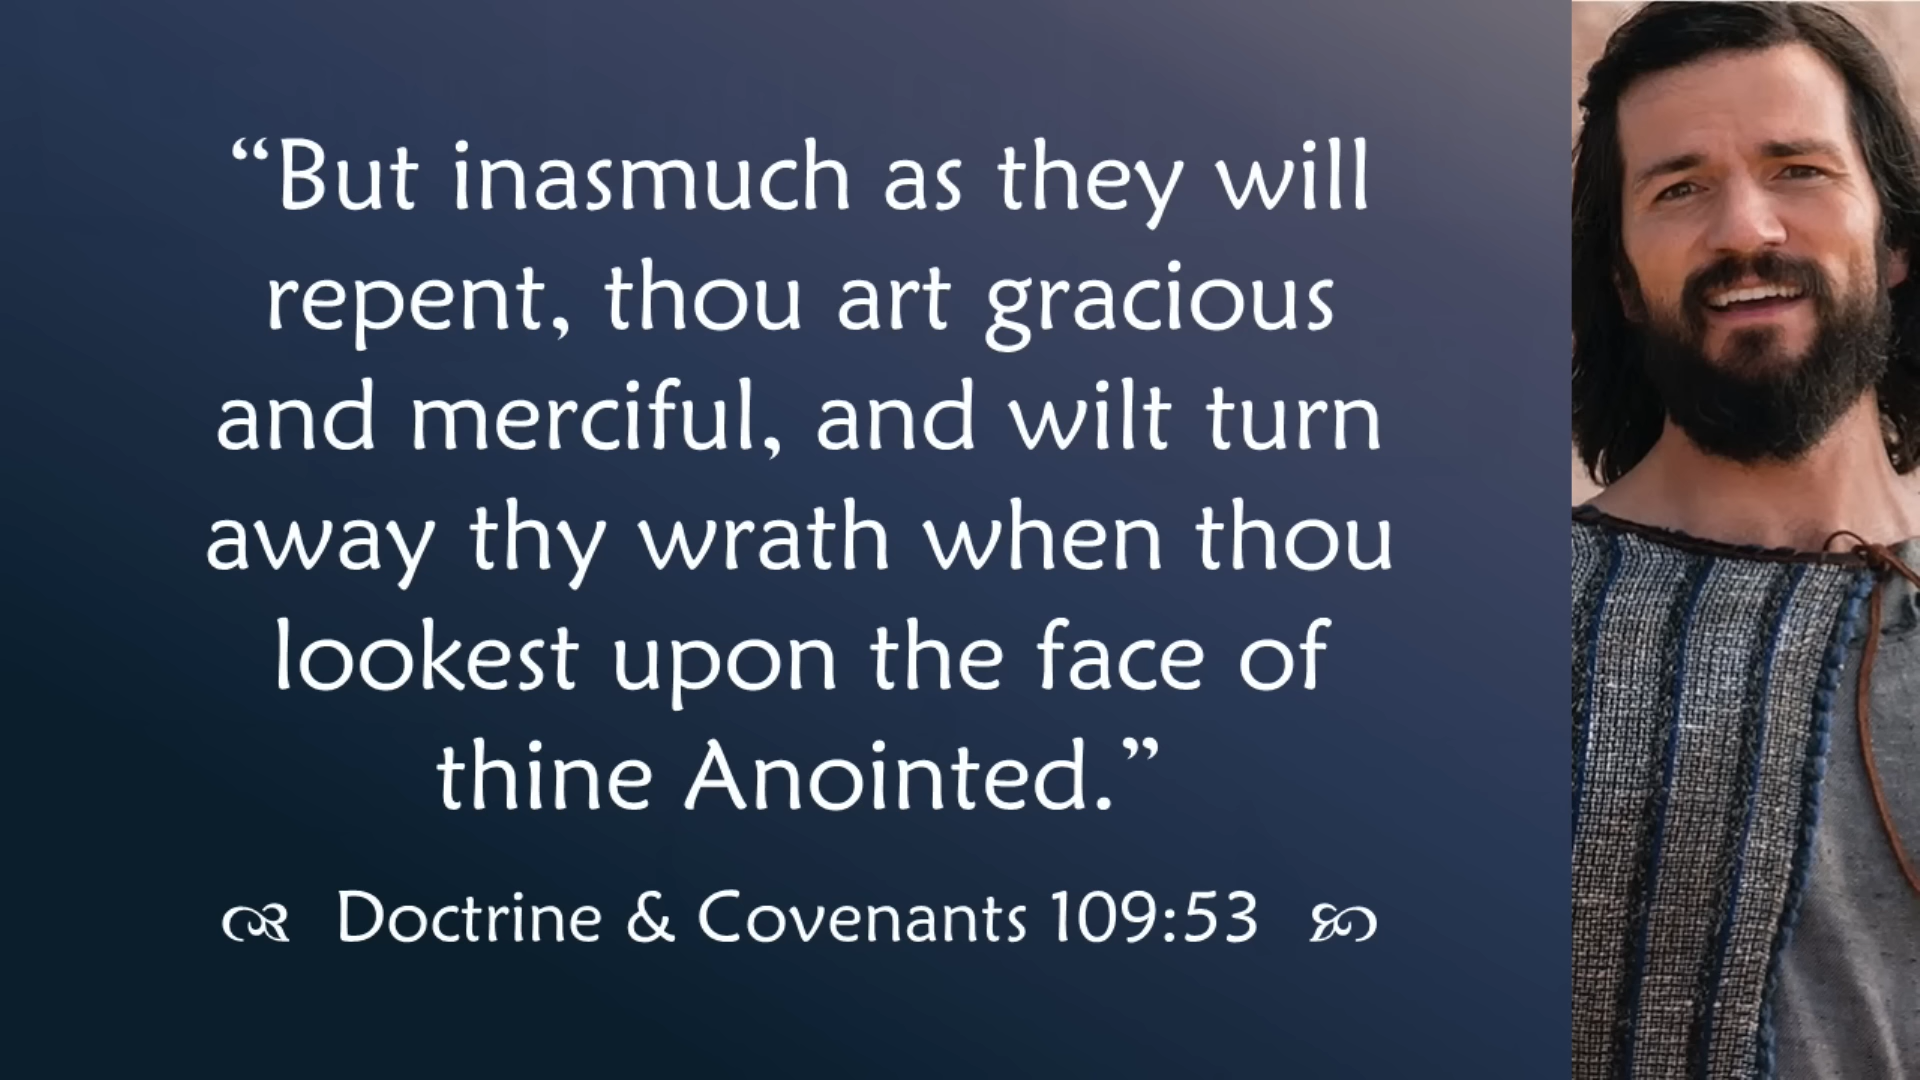 “But inasmuch as they will
repent, thou art gracious
and merciful, and wilt turn
away thy wrath when thou
lookest upon the face of
thine Anointed.”
Doctrine & Covenants 109:53